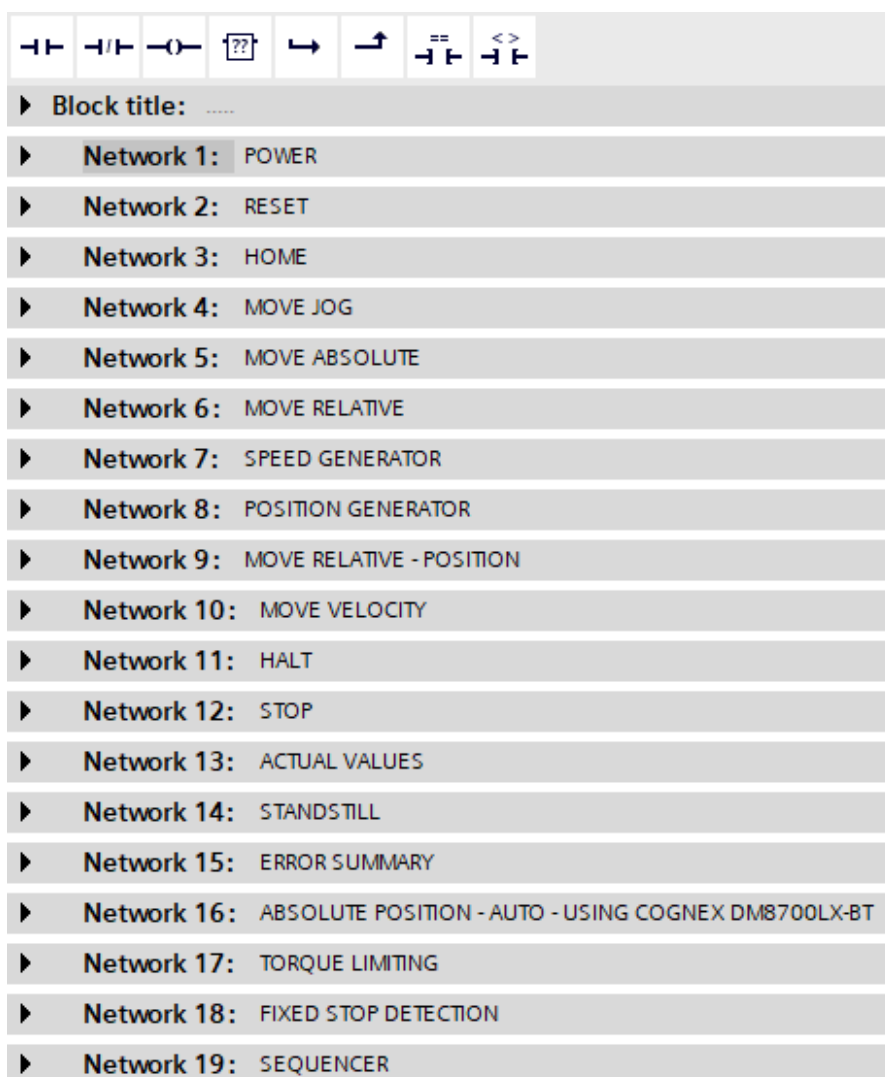 ??
==
< >
Block title: .....
Network 1: POWER
Network 2: RESET
Network 3: HOME
Network 4: MOVE JOG
Network 5: MOVE ABSOLUTE
Network 6: MOVE RELATIVE
Network 7: SPEED GENERATOR
Network 8: POSITION GENERATOR
Network 9: MOVE RELATIVE - POSITION
Network 10: MOVE VELOCITY
Network 11: HALT
Network 12: STOP
Network 13: ACTUAL VALUES
Network 14: STANDSTILL
Network 15: ERROR SUMMARY
Network 16: ABSOLUTE POSITION - AUTO - USING COGNEX DM8700LX-BT
Network 17: TORQUE LIMITING
Network 18: FIXED STOP DETECTION
Network 19: SEQUENCER